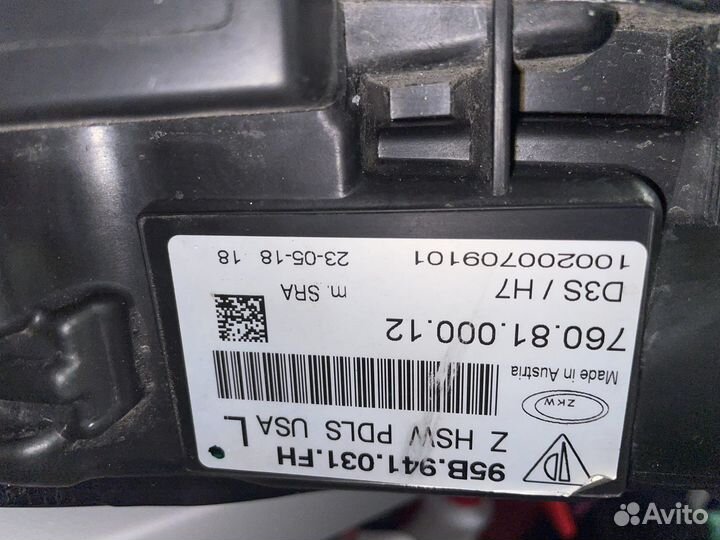 95B.941.031.FH
Z HSW PDLS USA L
ZKW
Made in Austria
760.81.000.12
D3S / H7 m. SRA
100200709101 23-05-18 18
Avito